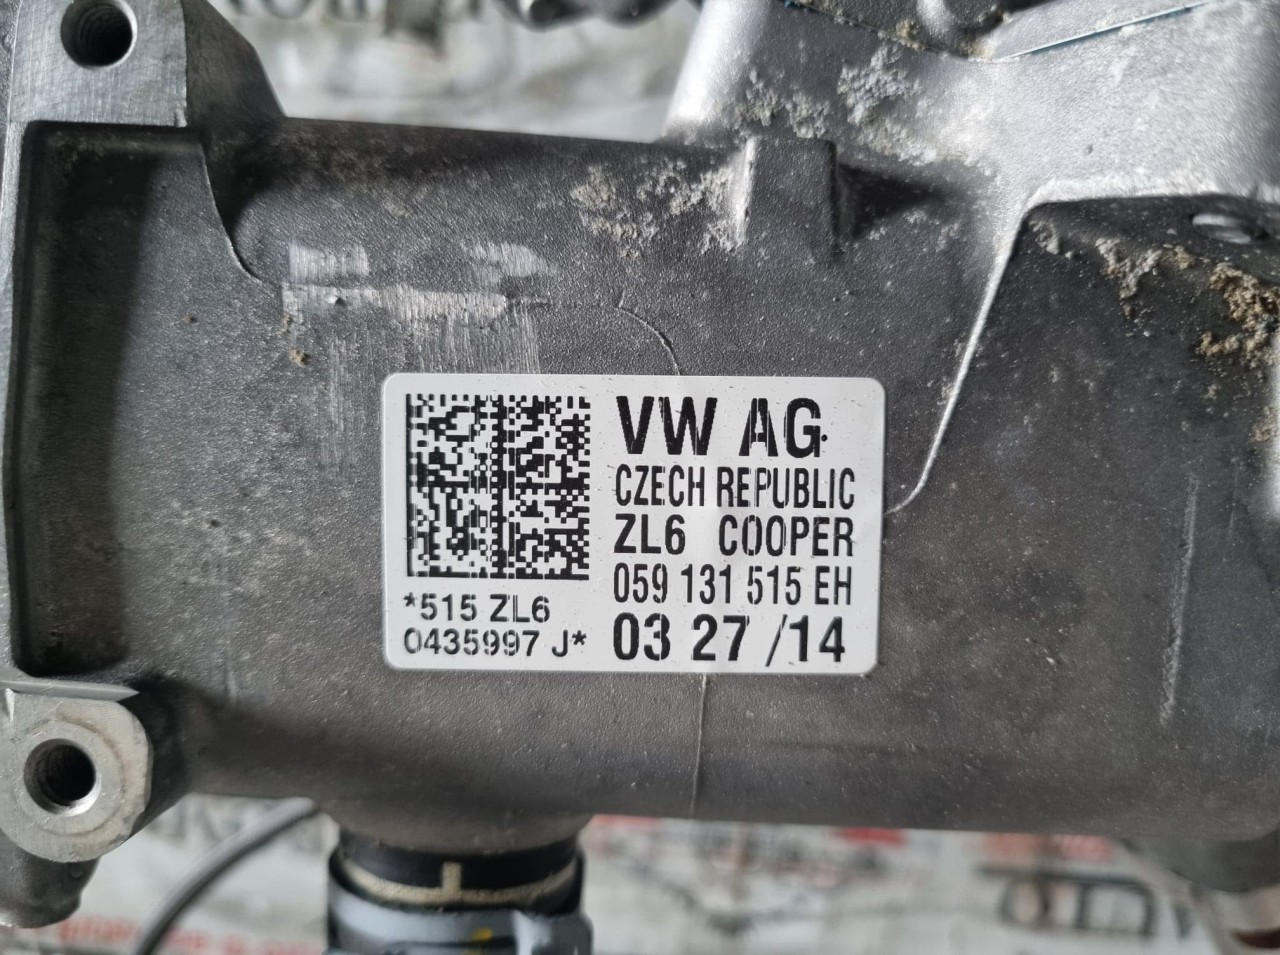 VW AG
CZECH REPUBLIC
ZL6 COOPER
059 131 515 EH
03 27 /14
*515 ZL6
0435997 J*